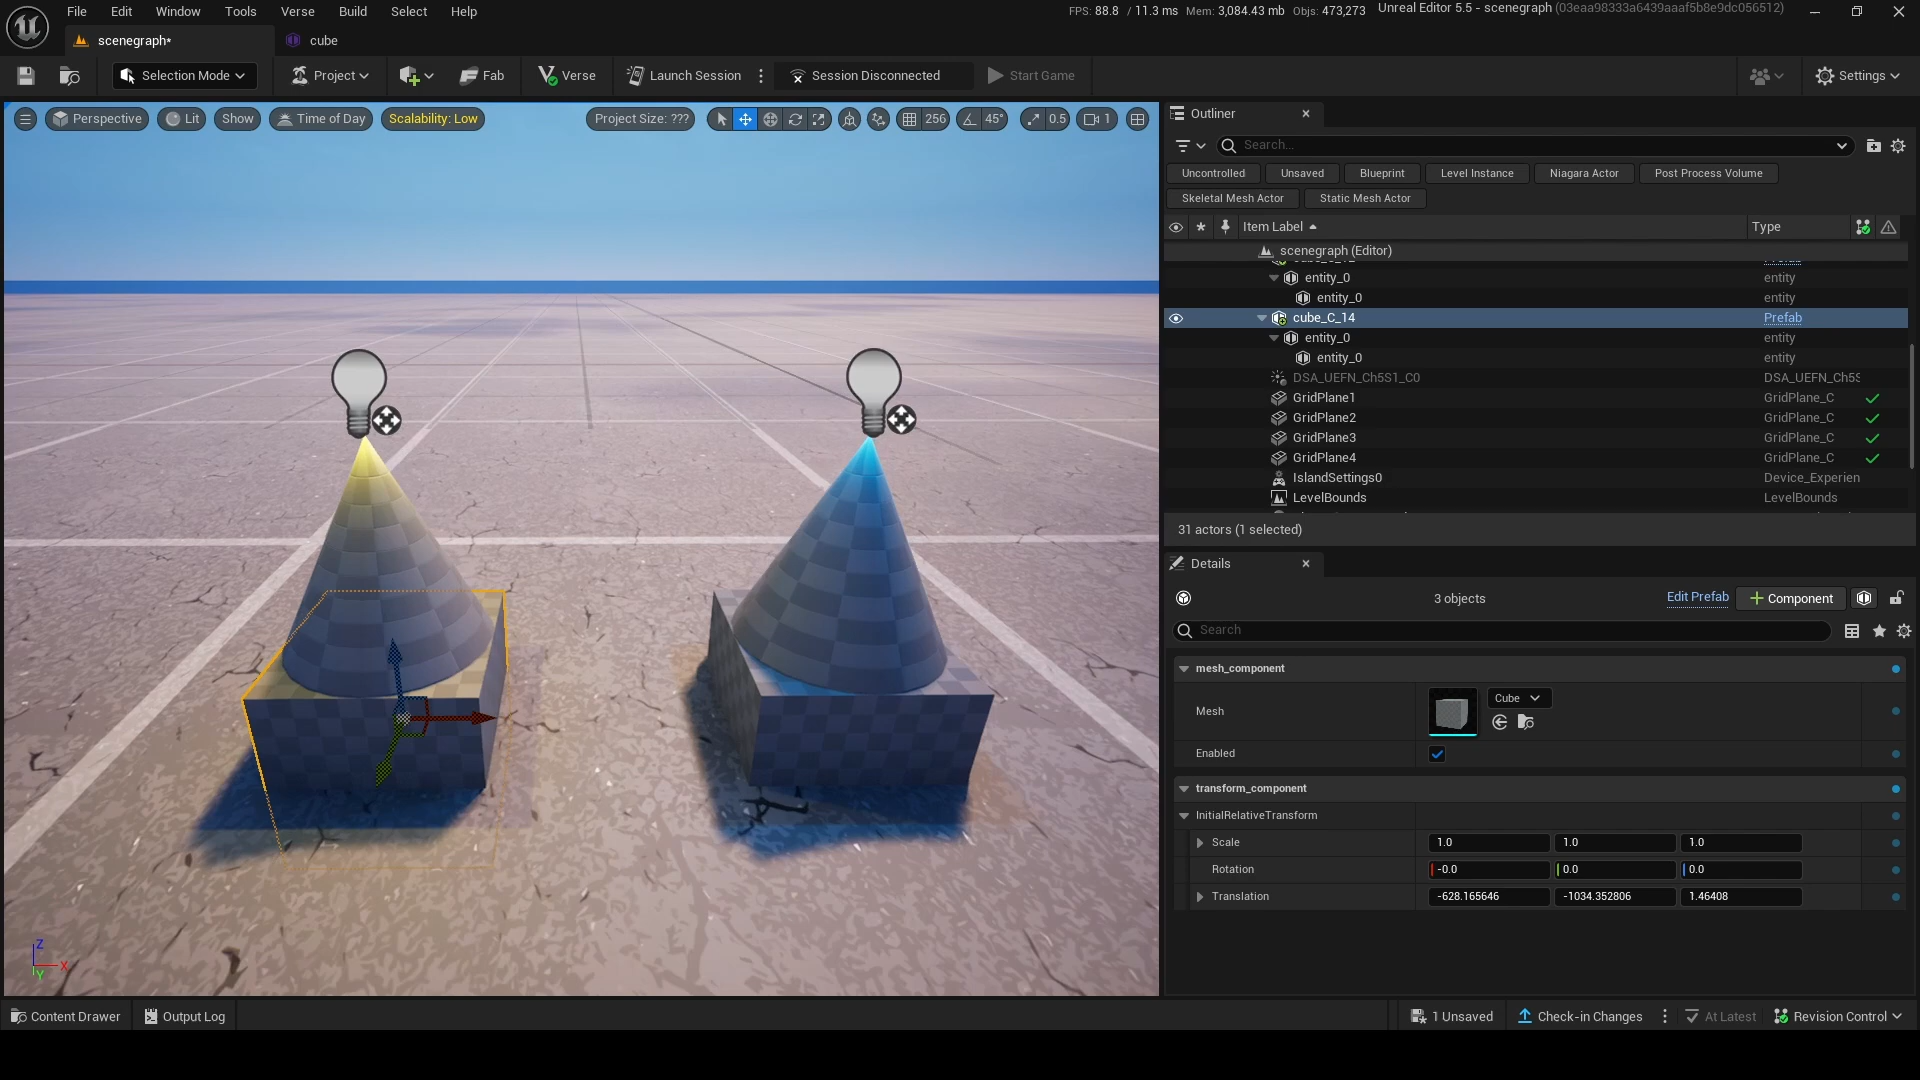 File Edit Window Tools Verse Build Select Help
FPS: 88.8 / 11.3 ms Mem: 3,084.43 mb Objs: 473,273 Unreal Editor 5.5 - scenegraph (03eaa98333a6439aaaf5b8e9dc056512)
scenegraph* cube
Selection Mode Project Fab Verse Launch Session Session Disconnected Start Game Settings
Perspective Lit Show Time of Day Scalability: Low Project Size: ??? 256 45° 0.5 1
Outliner
Search...
Uncontrolled Unsaved Blueprint Level Instance Niagara Actor Post Process Volume
Skeletal Mesh Actor Static Mesh Actor
Item Label Type
scenegraph (Editor)
entity_0 entity
entity_0 entity
cube_C_14 Prefab
entity_0 entity
entity_0 entity
DSA_UEFN_Ch5S1_C0 DSA_UEFN_Ch5S
GridPlane1 GridPlane_C
GridPlane2 GridPlane_C
GridPlane3 GridPlane_C
GridPlane4 GridPlane_C
IslandSettings0 Device_Experien
LevelBounds LevelBounds
31 actors (1 selected)
Details
3 objects Edit Prefab + Component
Search
mesh_component
Mesh Cube
Enabled
transform_component
InitialRelativeTransform
Scale 1.0 1.0 1.0
Rotation -0.0 0.0 0.0
Translation -628.165646 -1034.352806 1.46408
Z
X
Y
Content Drawer Output Log 1 Unsaved Check-in Changes At Latest Revision Control